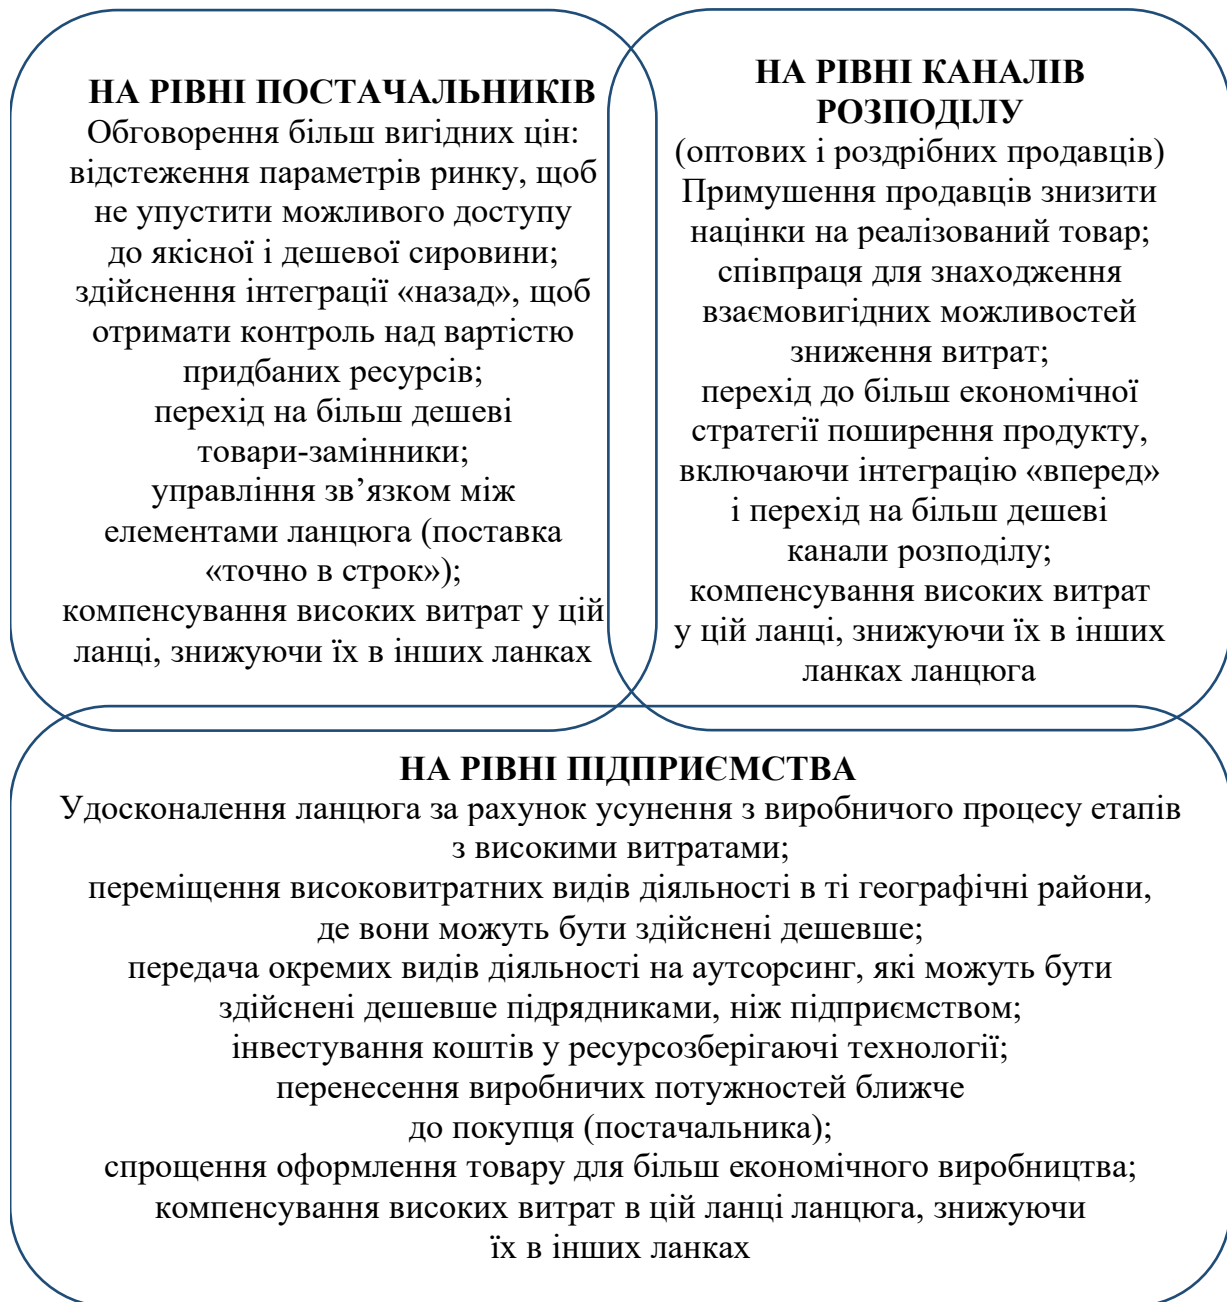 НА РІВНІ ПОСТАЧАЛЬНИКІВ
Обговорення більш вигідних цін:
відстеження параметрів ринку, щоб
не упустити можливого доступу
до якісної і дешевої сировини;
здійснення інтеграції «назад», щоб
отримати контроль над вартістю
придбаних ресурсів;
перехід на більш дешеві
товари-замінники;
управління зв’язком між
елементами ланцюга (поставка
«точно в строк»);
компенсування високих витрат у цій
ланці, знижуючи їх в інших ланках
НА РІВНІ КАНАЛІВ
РОЗПОДІЛУ
(оптових і роздрібних продавців)
Примушення продавців знизити
націнки на реалізований товар;
співпраця для знаходження
взаємовигідних можливостей
зниження витрат;
перехід до більш економічної
стратегії поширення продукту,
включаючи інтеграцію «вперед»
і перехід на більш дешеві
канали розподілу;
компенсування високих витрат
у цій ланці, знижуючи їх в інших
ланках ланцюга
НА РІВНІ ПІДПРИЄМСТВА
Удосконалення ланцюга за рахунок усунення з виробничого процесу етапів
з високими витратами;
переміщення високовитратних видів діяльності в ті географічні райони,
де вони можуть бути здійснені дешевше;
передача окремих видів діяльності на аутсорсинг, які можуть бути
здійснені дешевше підрядниками, ніж підприємством;
інвестування коштів у ресурсозберігаючі технології;
перенесення виробничих потужностей ближче
до покупця (постачальника);
спрощення оформлення товару для більш економічного виробництва;
компенсування високих витрат в цій ланці ланцюга, знижуючи
їх в інших ланках